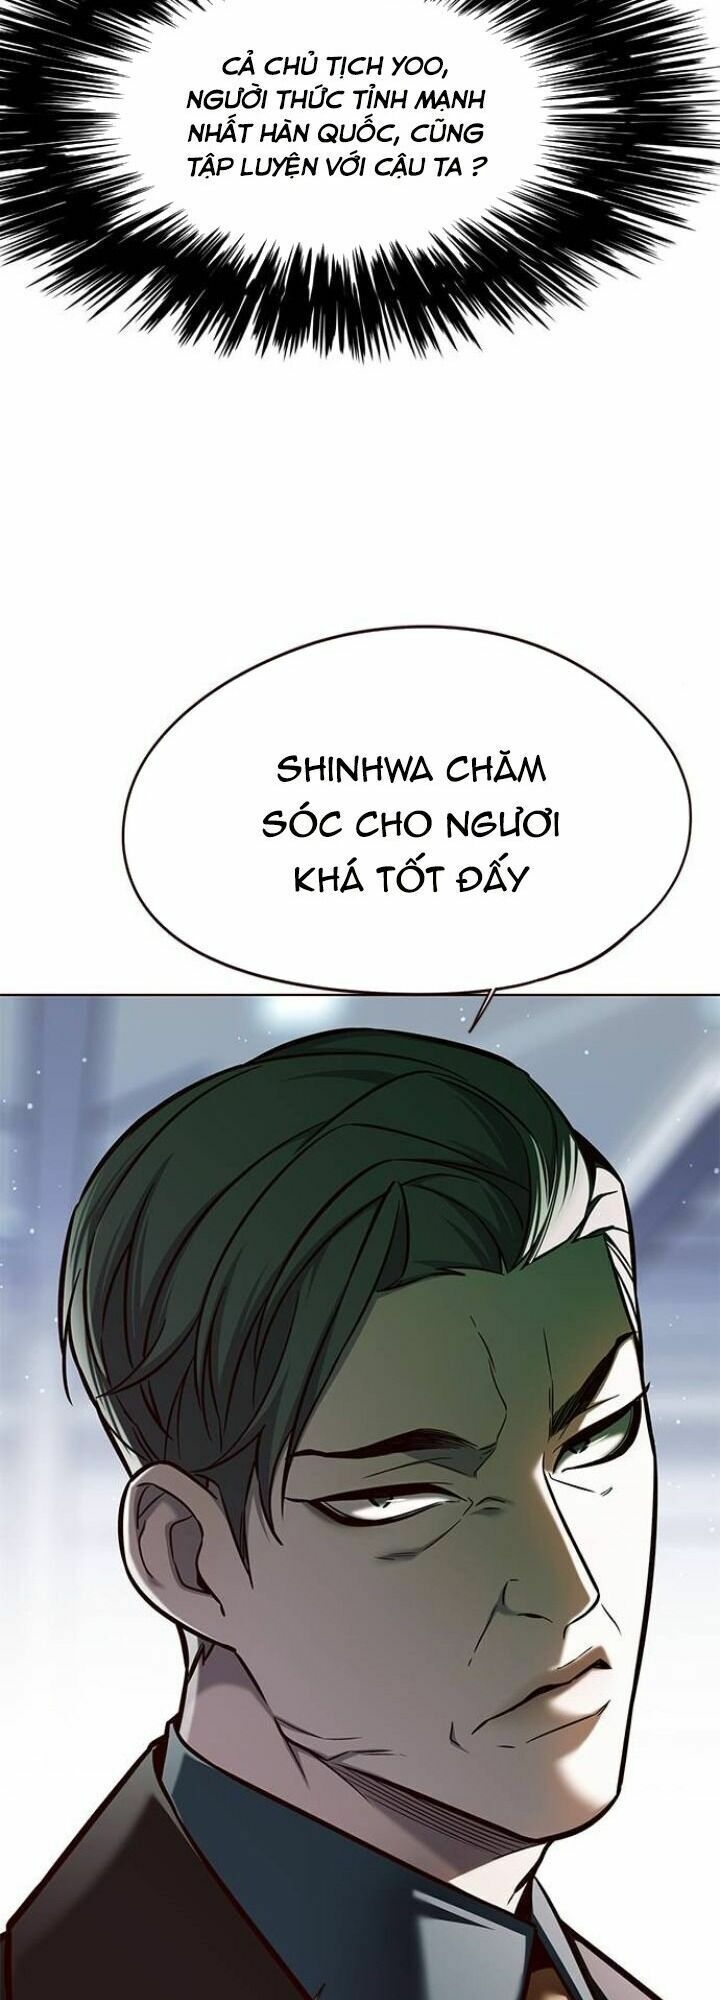 CẢ CHỦ TỊCH YOO,
NGƯỜI THỨC TỈNH MẠNH
NHẤT HÀN QUỐC, CŨNG
TẬP LUYỆN VỚI CẬU TA ?
SHINHWA CHĂM
SÓC CHO NGƯƠI
KHÁ TỐT ĐẤY